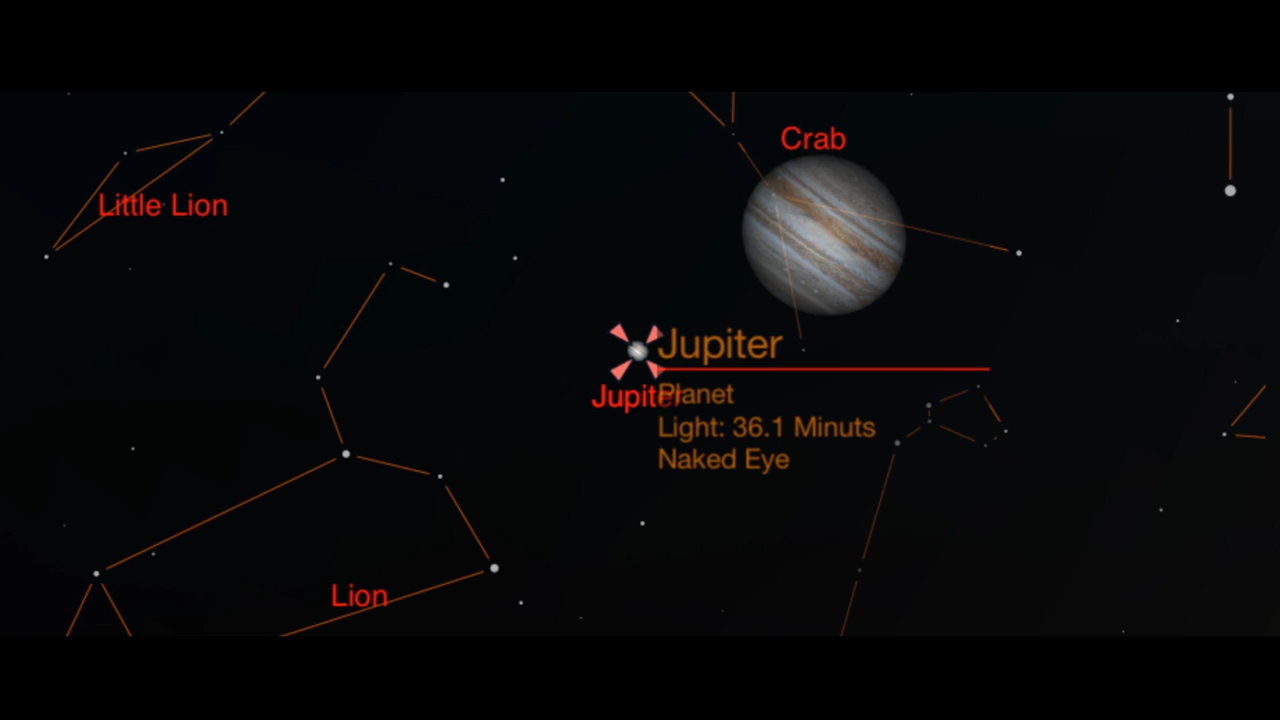 Crab
Little Lion
Jupiter
Jupiter
Planet
Light: 36.1 Minuts
Naked Eye
Lion